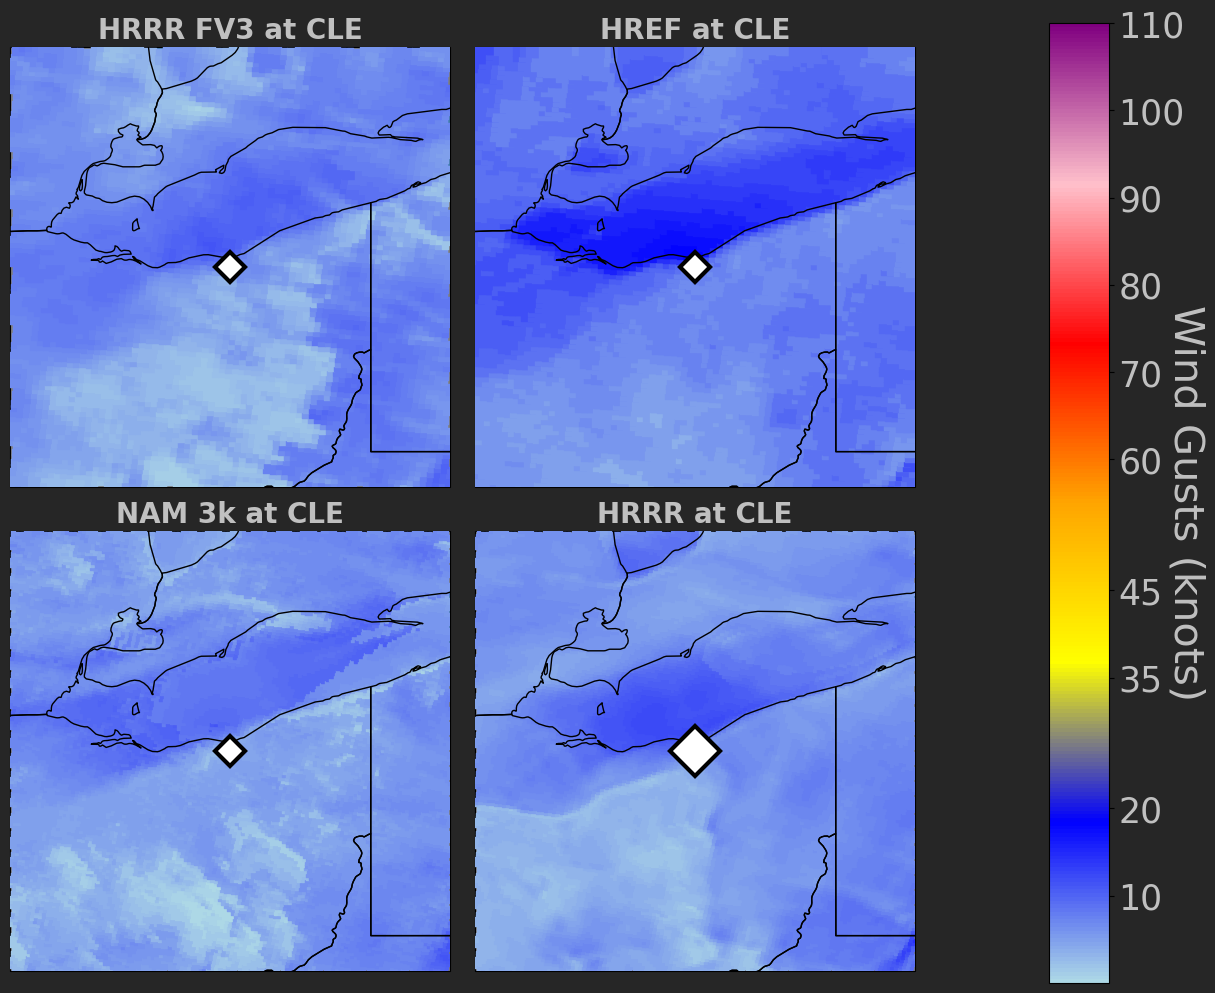 HRRR FV3 at CLE
HREF at CLE
NAM 3k at CLE
HRRR at CLE
110
100
90
80
70
60
45
35
20
10
Wind Gusts (knots)